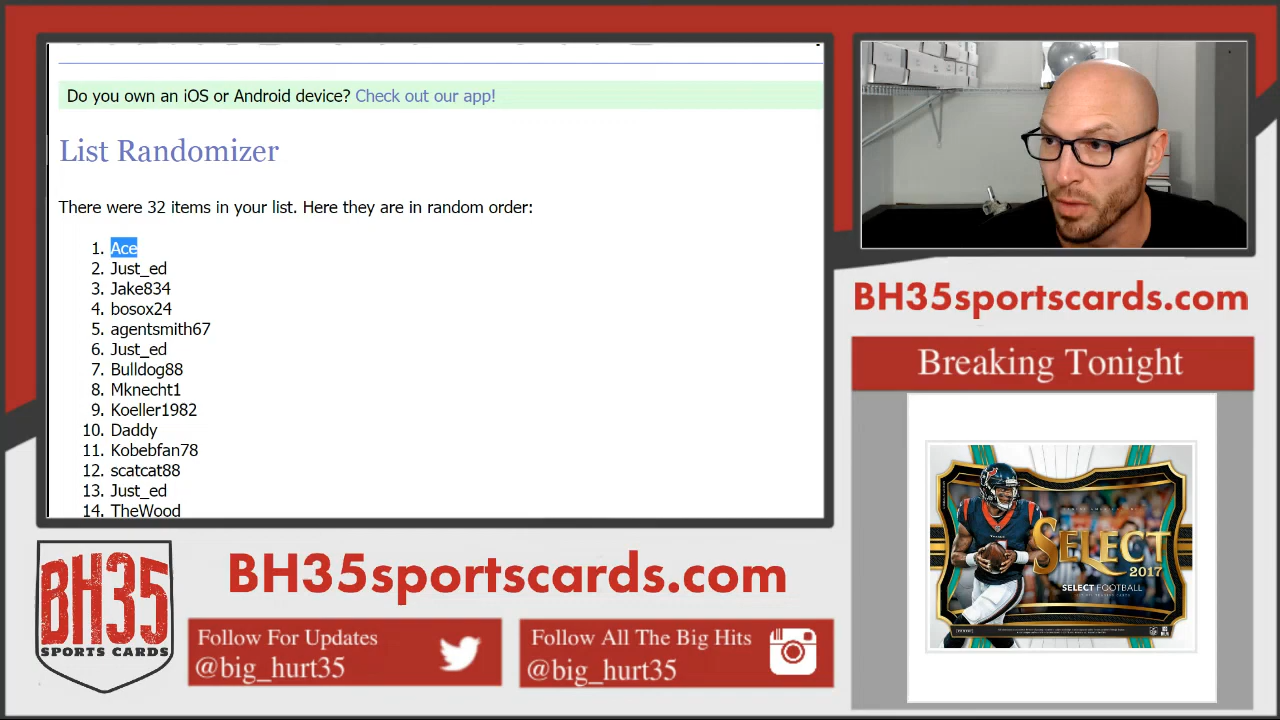 Do you own an iOS or Android device? Check out our app!
List Randomizer
There were 32 items in your list. Here they are in random order:
1. Ace
2. Just_ed
3. Jake834
4. bosox24
5. agentsmith67
6. Just_ed
7. Bulldog88
8. Mknecht1
9. Koeller1982
10. Daddy
11. Kobebfan78
12. scatcat88
13. Just_ed
14. TheWood
BH35sportscards.com
Breaking Tonight
SELECT
2017
SELECT FOOTBALL
BH35
SPORTS CARDS
BH35sportscards.com
Follow For Updates
@big_hurt35
Follow All The Big Hits
@big_hurt35